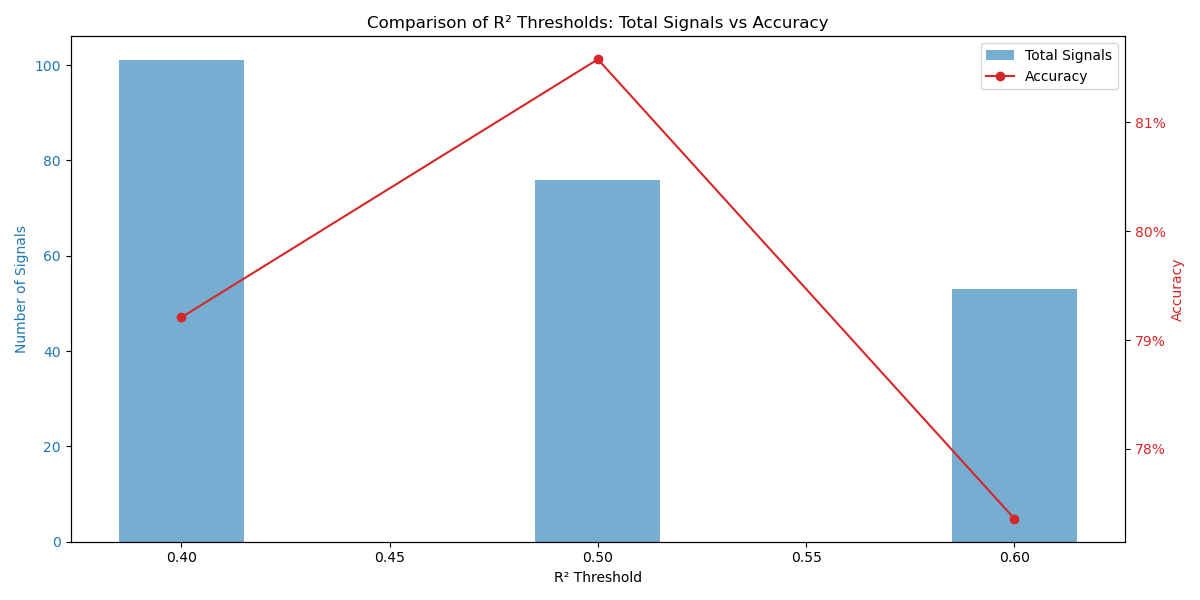 Comparison of R² Thresholds: Total Signals vs Accuracy
Total Signals
Accuracy
Number of Signals
100
80
60
40
20
0
81%
80%
79%
78%
Accuracy
0.40 0.45 0.50 0.55 0.60
R² Threshold